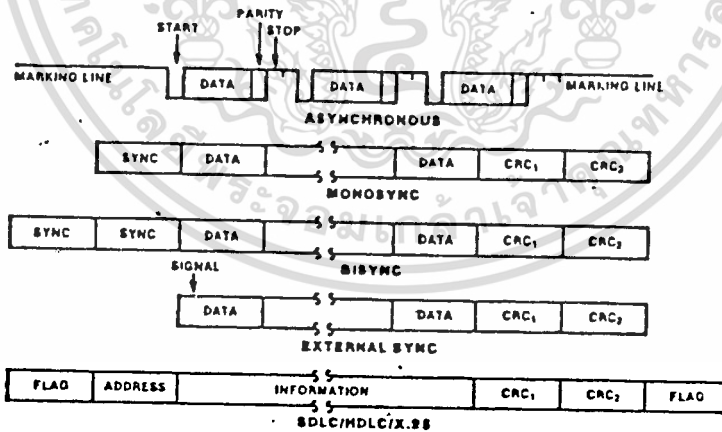 PARITY
START STOP
MARKING LINE DATA DATA DATA MARKING LINE
ASYNCHRONOUS
SYNC DATA DATA CRC₁ CRC₂
MONOSYNC
SYNC SYNC DATA DATA CRC₁ CRC₂
BISYNC
SIGNAL
DATA DATA CRC₁ CRC₂
EXTERNAL SYNC
FLAG ADDRESS INFORMATION CRC₁ CRC₂ FLAG
SDLC/HDLC/X.25